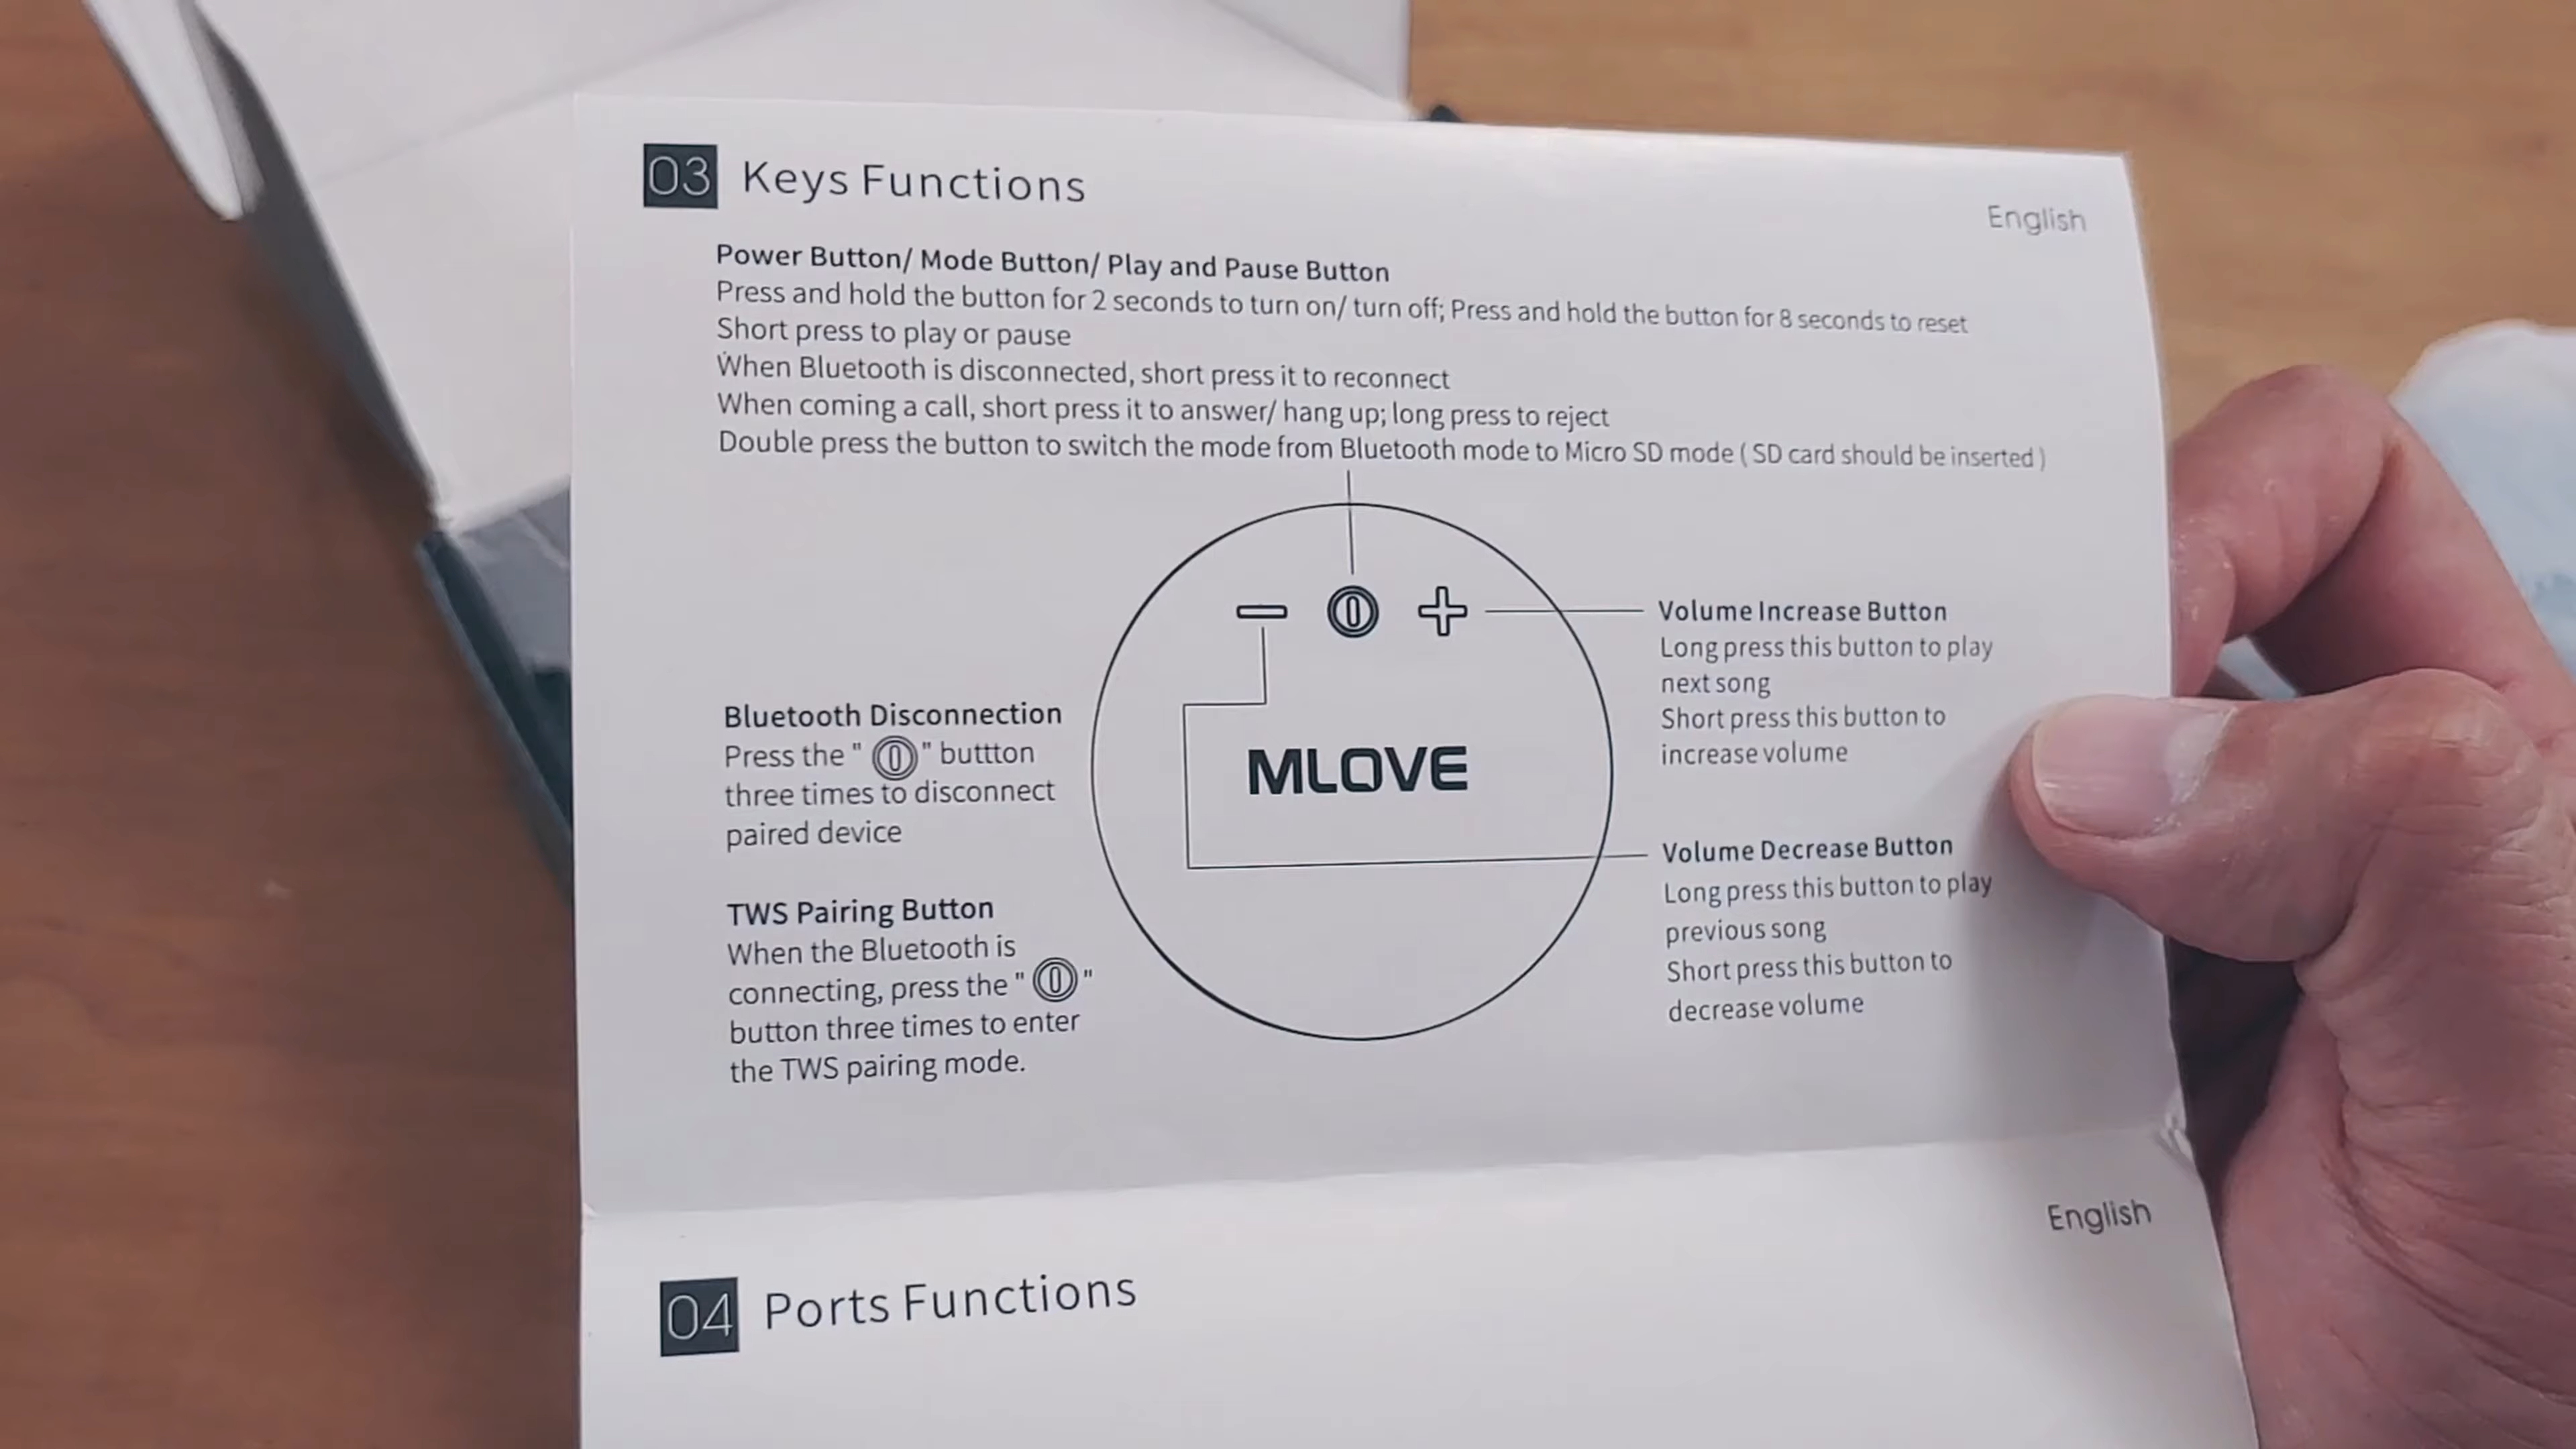 03 Keys Functions
English
Power Button/ Mode Button/ Play and Pause Button
Press and hold the button for 2 seconds to turn on/ turn off; Press and hold the button for 8 seconds to reset
Short press to play or pause
When Bluetooth is disconnected, short press it to reconnect
When coming a call, short press it to answer/ hang up; long press to reject
Double press the button to switch the mode from Bluetooth mode to Micro SD mode ( SD card should be inserted )
Bluetooth Disconnection
Press the " " buttton
three times to disconnect
paired device
TWS Pairing Button
When the Bluetooth is
connecting, press the " "
button three times to enter
the TWS pairing mode.
MLOVE
Volume Increase Button
Long press this button to play
next song
Short press this button to
increase volume
Volume Decrease Button
Long press this button to play
previous song
Short press this button to
decrease volume
English
04 Ports Functions